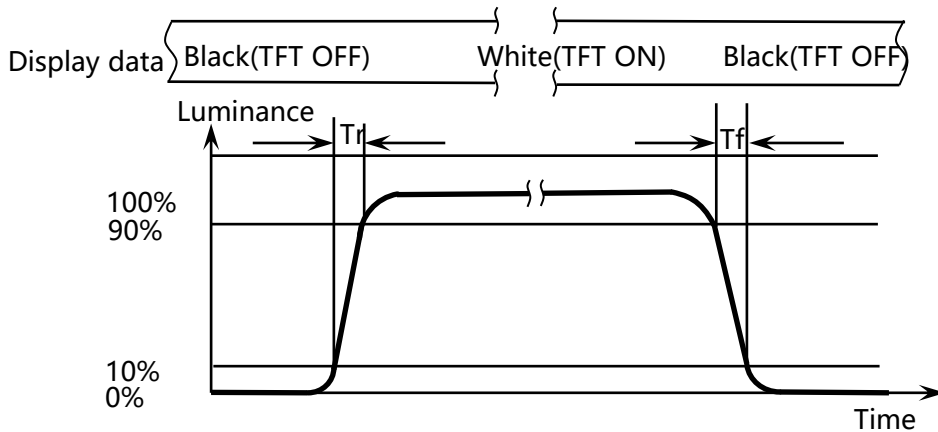 Display data
Black(TFT OFF)
White(TFT ON)
Black(TFT OFF)
Luminance
Tr
Tf
100%
90%
10%
0%
Time